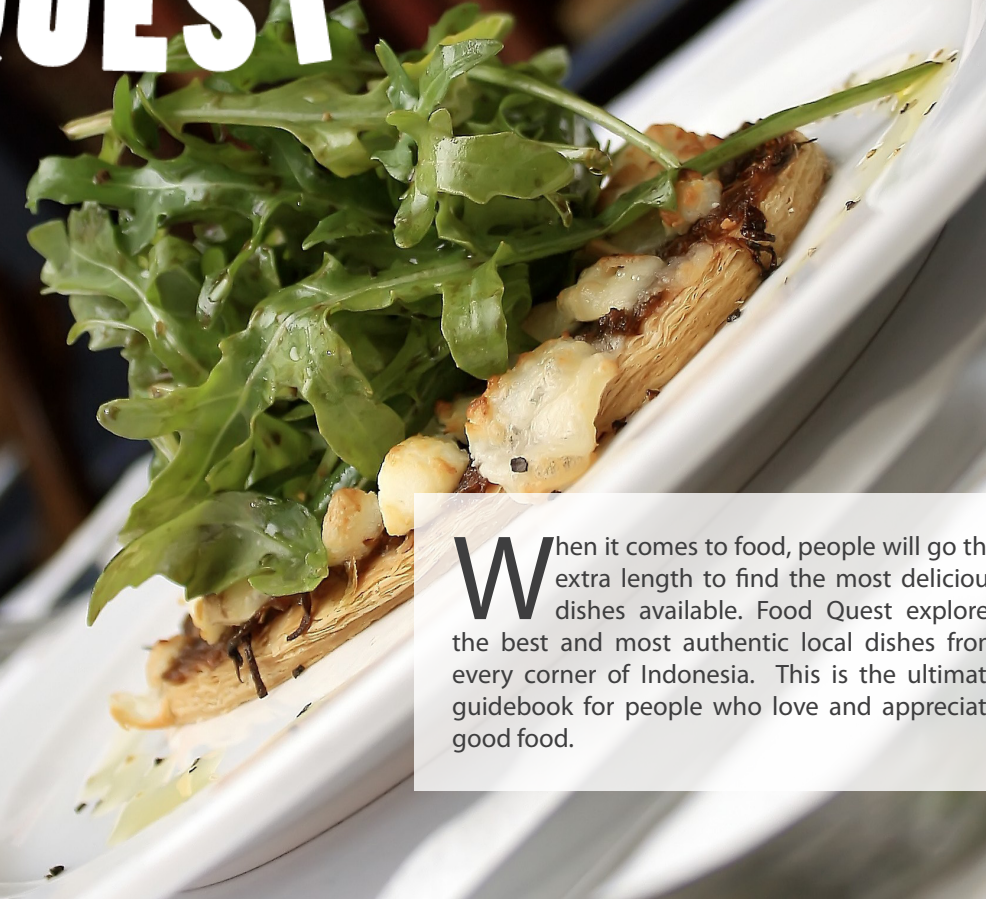 QUEST
When it comes to food, people will go th
extra length to find the most deliciou
dishes available. Food Quest explore
the best and most authentic local dishes from
every corner of Indonesia. This is the ultimat
guidebook for people who love and appreciat
good food.